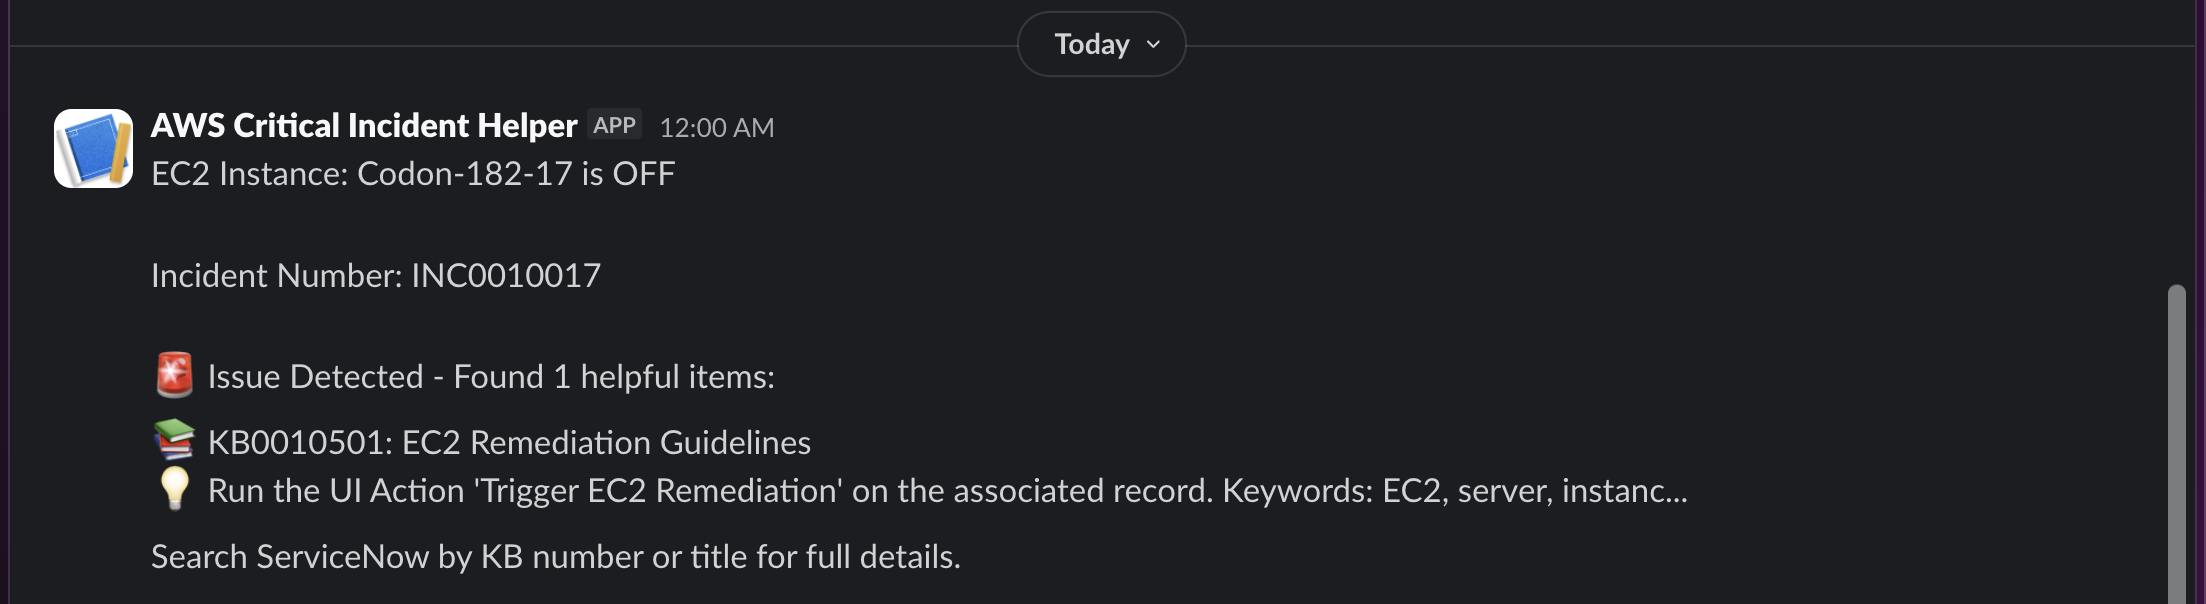 Today
AWS Critical Incident Helper APP 12:00 AM
EC2 Instance: Codon-182-17 is OFF
Incident Number: INC0010017
Issue Detected - Found 1 helpful items:
KB0010501: EC2 Remediation Guidelines
Run the UI Action 'Trigger EC2 Remediation' on the associated record. Keywords: EC2, server, instanc...
Search ServiceNow by KB number or title for full details.